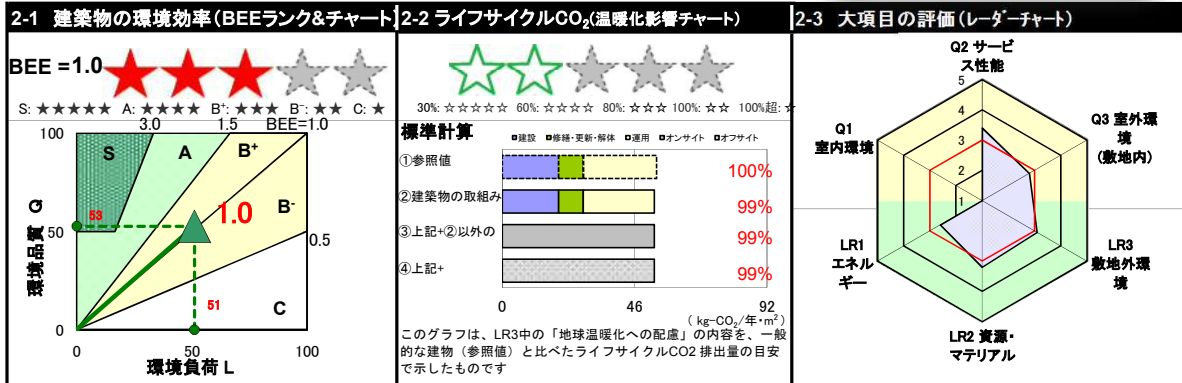 2-1 建築物の環境効率(BEEランク&チャート)
BEE =1.0
S: ★★★★★ A: ★★★★ B⁺: ★★★ B⁻: ★★ C: ★
3.0 1.5 BEE=1.0
100
S
A
B⁺
53
1.0
B⁻
環境品質 Q
50
0.5
51
C
0
0 50 100
環境負荷 L
2-2 ライフサイクルCO₂(温暖化影響チャート)
30%: ☆☆☆☆☆ 60%: ☆☆☆☆ 80%: ☆☆☆ 100%: ☆☆ 100%超: ☆
標準計算
建設 修繕・更新・解体 運用 オンサイト オフサイト
①参照値 100%
②建築物の取組み 99%
③上記+②以外の 99%
④上記+ 99%
0 46 92
( kg-CO₂/年・m²)
このグラフは、LR3中の「地球温暖化への配慮」の内容を、一般
的な建物(参照値)と比べたライフサイクルCO2 排出量の目安
で示したものです
2-3 大項目の評価(レーダーチャート)
Q2 サービ
ス性能
5
4
3
2
1
Q1
室内環境
Q3 室外環
境
(敷地内)
LR1
エネル
ギー
LR3
敷地外環
境
LR2 資源・
マテリアル